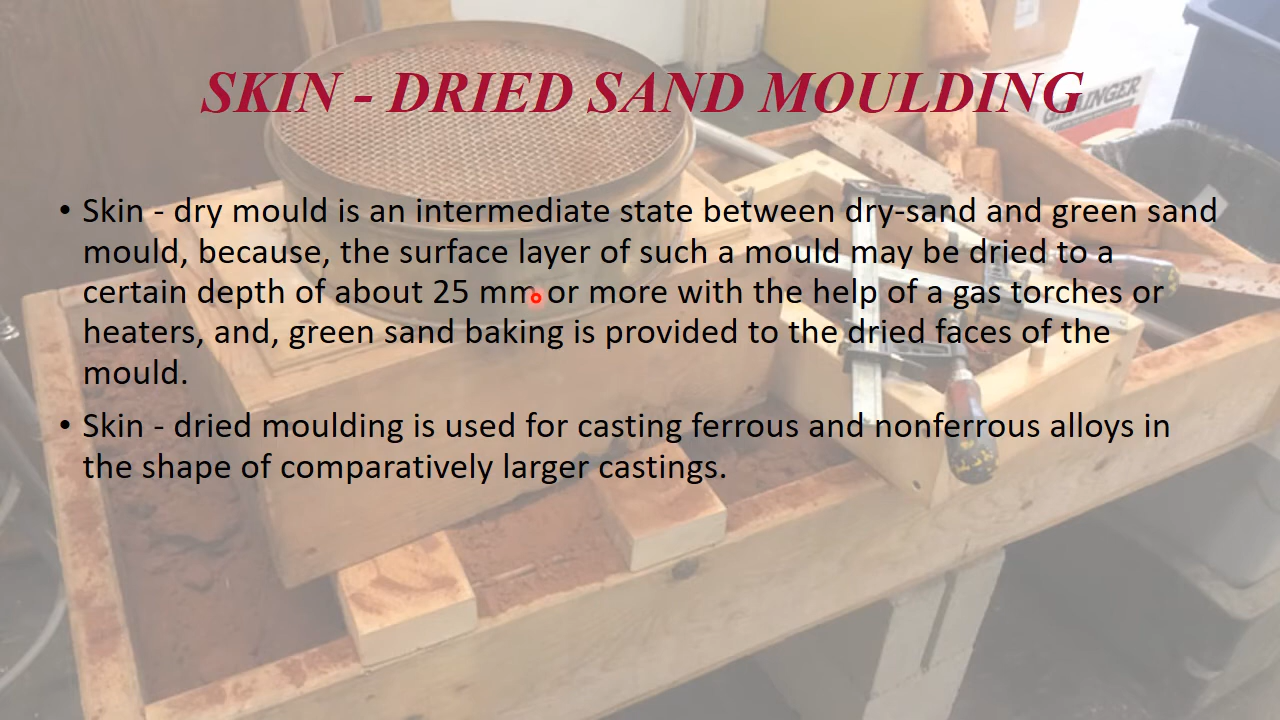 SKIN - DRIED SAND MOULDING
GRAINGER
• Skin - dry mould is an intermediate state between dry-sand and green sand
mould, because, the surface layer of such a mould may be dried to a
certain depth of about 25 mm or more with the help of a gas torches or
heaters, and, green sand baking is provided to the dried faces of the
mould.
• Skin - dried moulding is used for casting ferrous and nonferrous alloys in
the shape of comparatively larger castings.